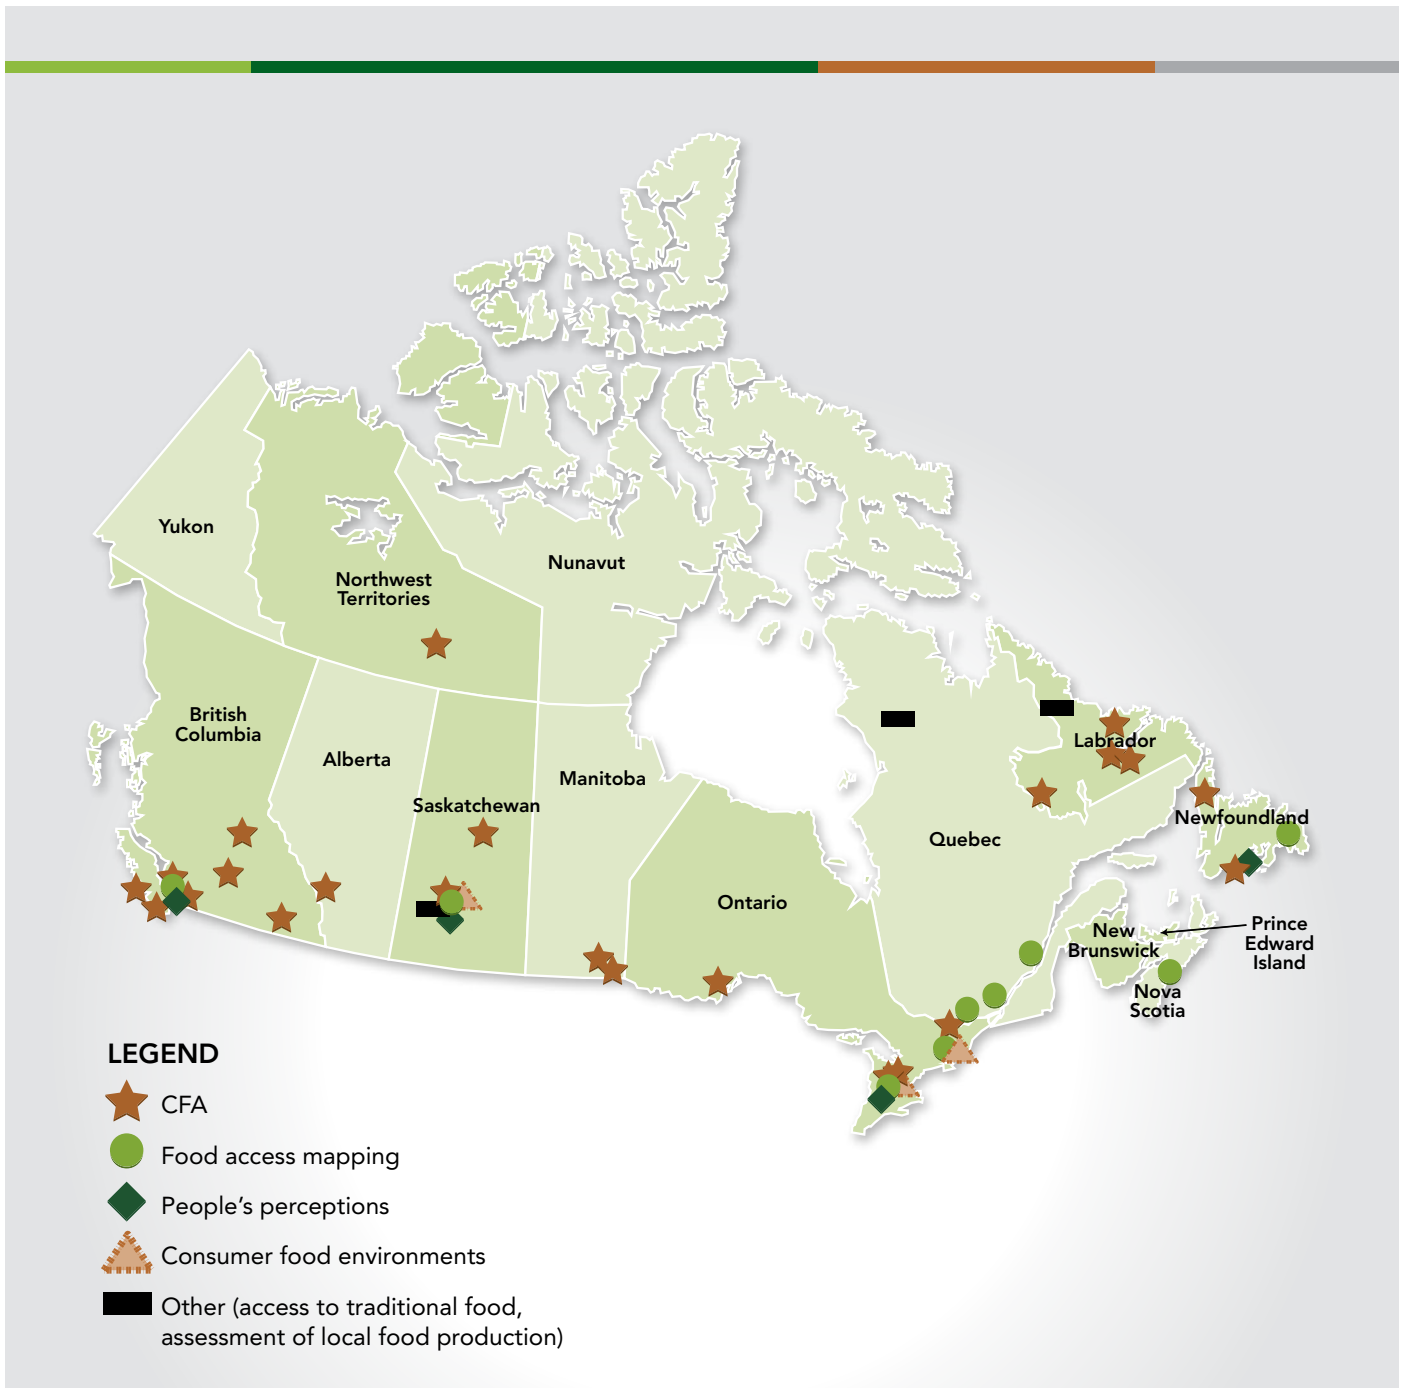 Yukon
Northwest
Territories
Nunavut
British
Columbia
Alberta
Saskatchewan
Manitoba
Ontario
Quebec
Labrador
Newfoundland
New
Brunswick
Prince
Edward
Island
Nova
Scotia
LEGEND
CFA
Food access mapping
People’s perceptions
Consumer food environments
Other (access to traditional food,
assessment of local food production)